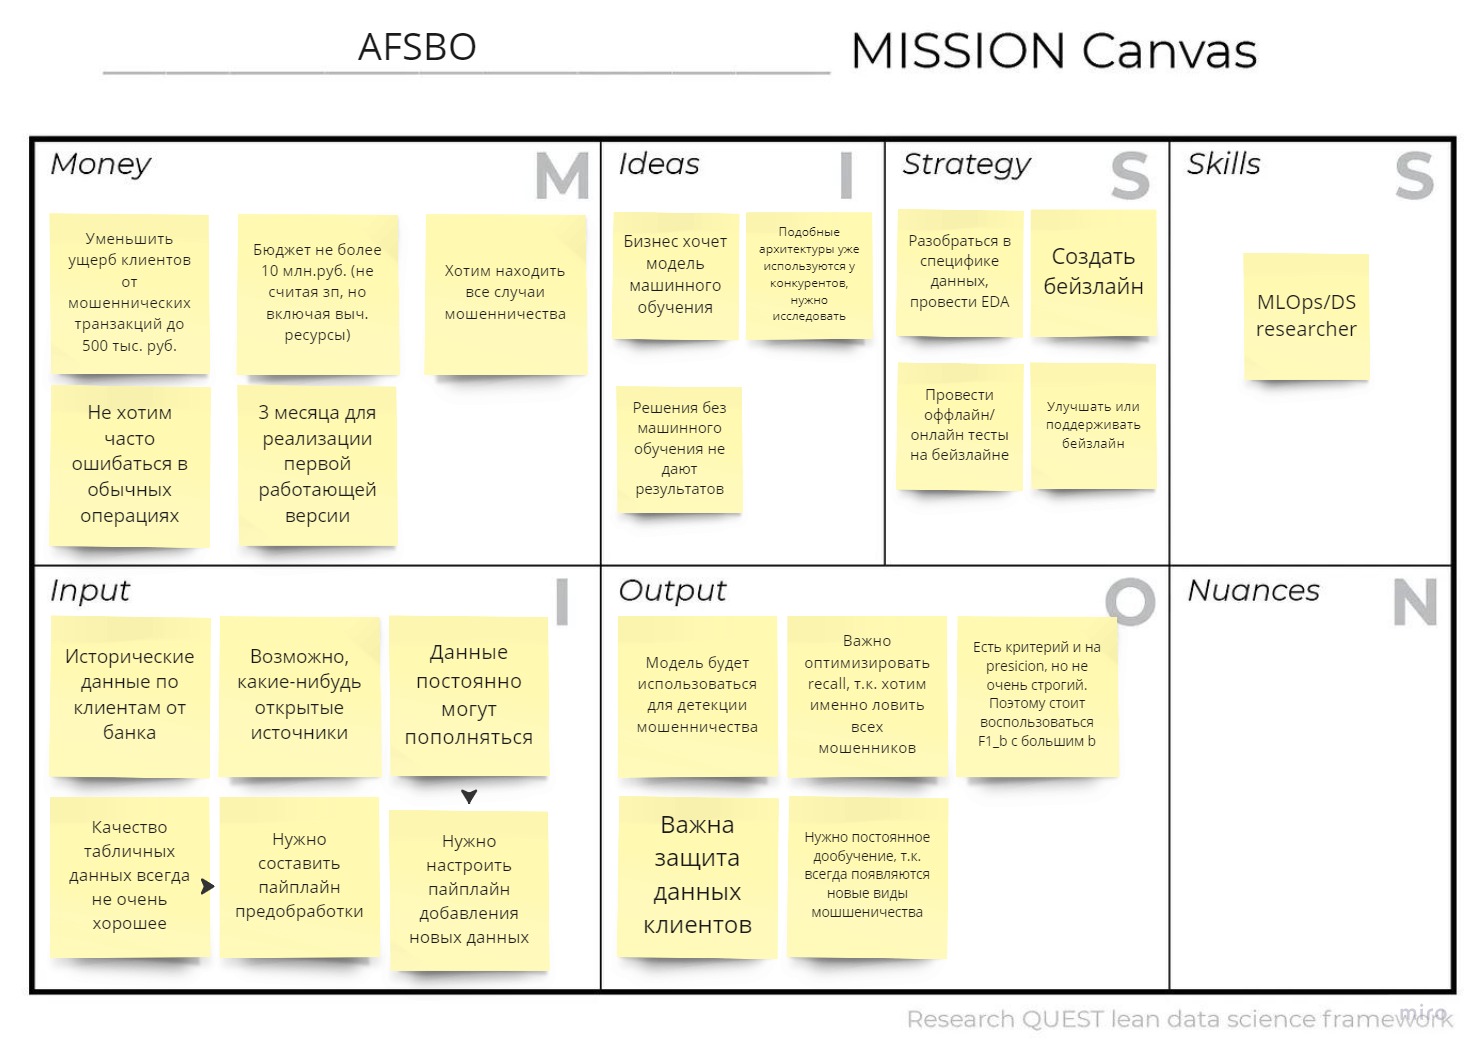 AFSBO
MISSION Canvas
Money
M
Уменьшить
ущерб клиентов
от
мошеннических
транзакций до
500 тыс. руб.
Бюджет не более
10 млн.руб. (не
считая зп, но
включая выч.
ресурсы)
Хотим находить
все случаи
мошенничества
Не хотим
часто
ошибаться в
обычных
операциях
3 месяца для
реализации
первой
работающей
версии
Ideas
I
Бизнес хочет
модель
машинного
обучения
Подобные
архитектуры уже
используются у
конкурентов,
нужно
исследовать
Решения без
машинного
обучения не
дают
результатов
Strategy
S
Разобраться в
специфике
данных,
провести EDA
Создать
бейзлайн
Провести
оффлайн/
онлайн тесты
на бейзлайне
Улучшать или
поддерживать
бейзлайн
Skills
S
MLOps/DS
researcher
Input
I
Исторические
данные по
клиентам от
банка
Возможно,
какие-нибудь
открытые
источники
Данные
постоянно
могут
пополняться
Качество
табличных
данных всегда
не очень
хорошее
Нужно
составить
пайплайн
предобработки
Нужно
настроить
пайплайн
добавления
новых данных
Output
O
Модель будет
использоваться
для детекции
мошенничества
Важно
оптимизировать
recall, т.к. хотим
именно ловить
всех
мошенников
Есть критерий и на
presicion, но не
очень строгий.
Поэтому стоит
воспользоваться
F1_b с большим b
Важна
защита
данных
клиентов
Нужно постоянное
дообучение, т.к.
всегда появляются
новые виды
мошшеничества
Nuances
N
Research QUEST lean data science framework
miro